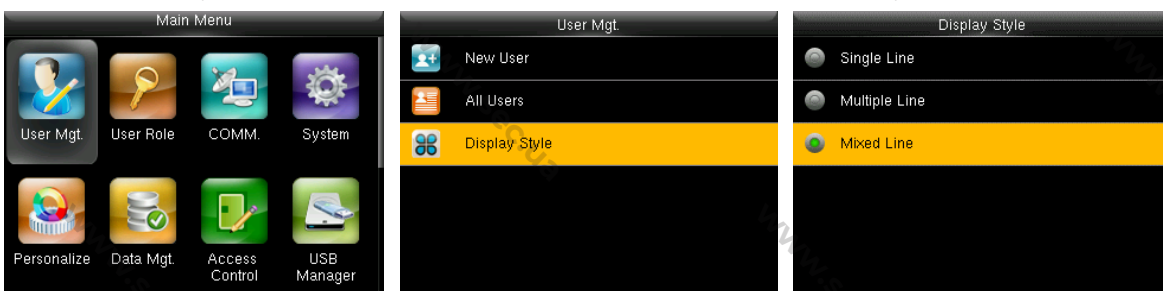 Main Menu
User Mgt.
User Role
COMM.
System
Personalize
Data Mgt.
Access
Control
USB
Manager
User Mgt.
New User
All Users
Display Style
Display Style
Single Line
Multiple Line
Mixed Line